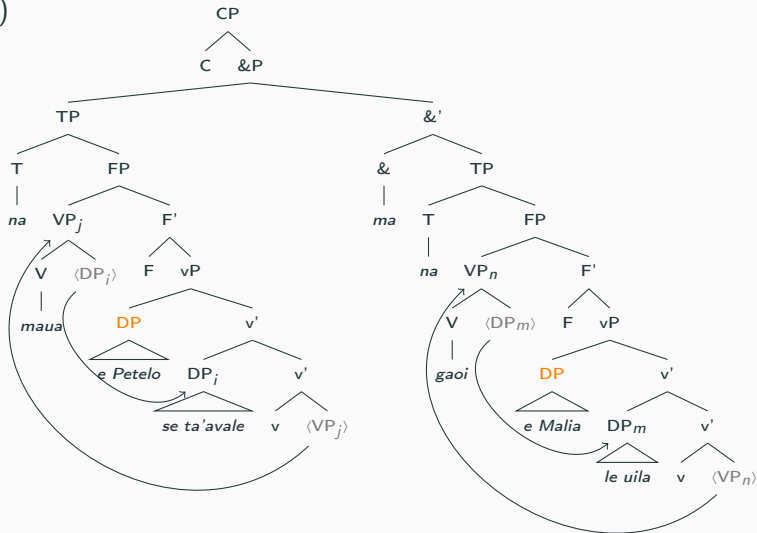 )
CP
C &P
TP &'
T FP & TP
na VPj F' ma T FP
V ⟨DPi⟩ F vP na VPn F'
maua DP v' V ⟨DPm⟩ F vP
e Petelo DPi v' gaoi DP v'
se ta'avale v ⟨VPj⟩ e Malia DPm v'
le uila v ⟨VPn⟩